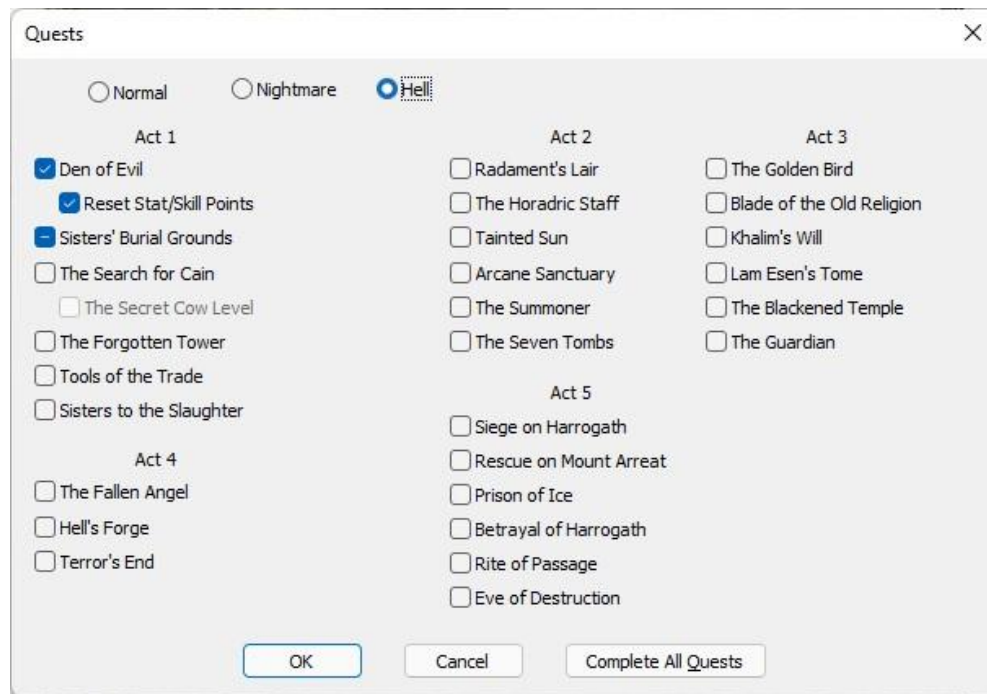 Quests
Normal
Nightmare
Hell
Act 1
Den of Evil
Reset Stat/Skill Points
Sisters' Burial Grounds
The Search for Cain
The Secret Cow Level
The Forgotten Tower
Tools of the Trade
Sisters to the Slaughter
Act 2
Radament's Lair
The Horadric Staff
Tainted Sun
Arcane Sanctuary
The Summoner
The Seven Tombs
Act 3
The Golden Bird
Blade of the Old Religion
Khalim's Will
Lam Esen's Tome
The Blackened Temple
The Guardian
Act 4
The Fallen Angel
Hell's Forge
Terror's End
Act 5
Siege on Harrogath
Rescue on Mount Arreat
Prison of Ice
Betrayal of Harrogath
Rite of Passage
Eve of Destruction
OK
Cancel
Complete All Quests